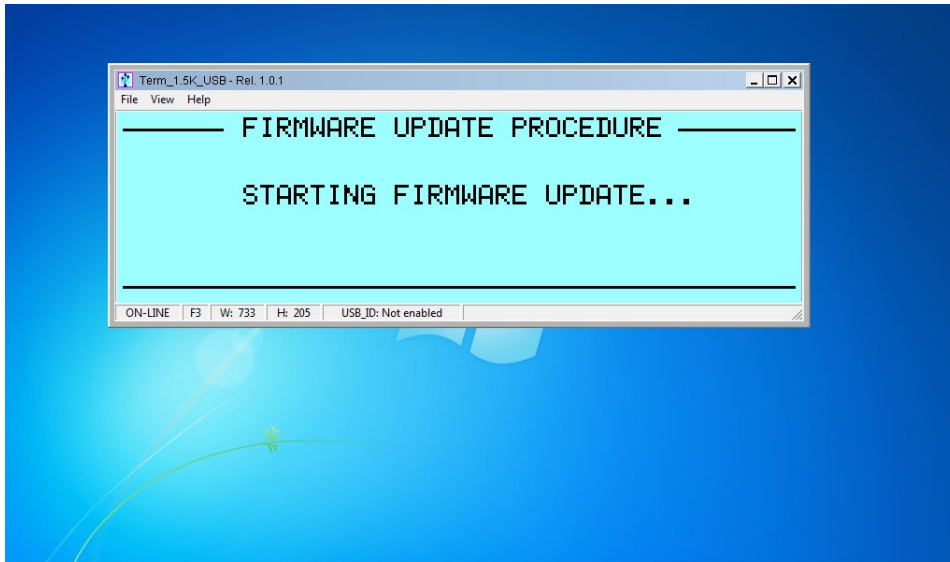 Term_1.5K_USB - Rel. 1.0.1
File View Help
FIRMWARE UPDATE PROCEDURE
STARTING FIRMWARE UPDATE...
ON-LINE F3 W: 733 H: 205 USB_ID: Not enabled